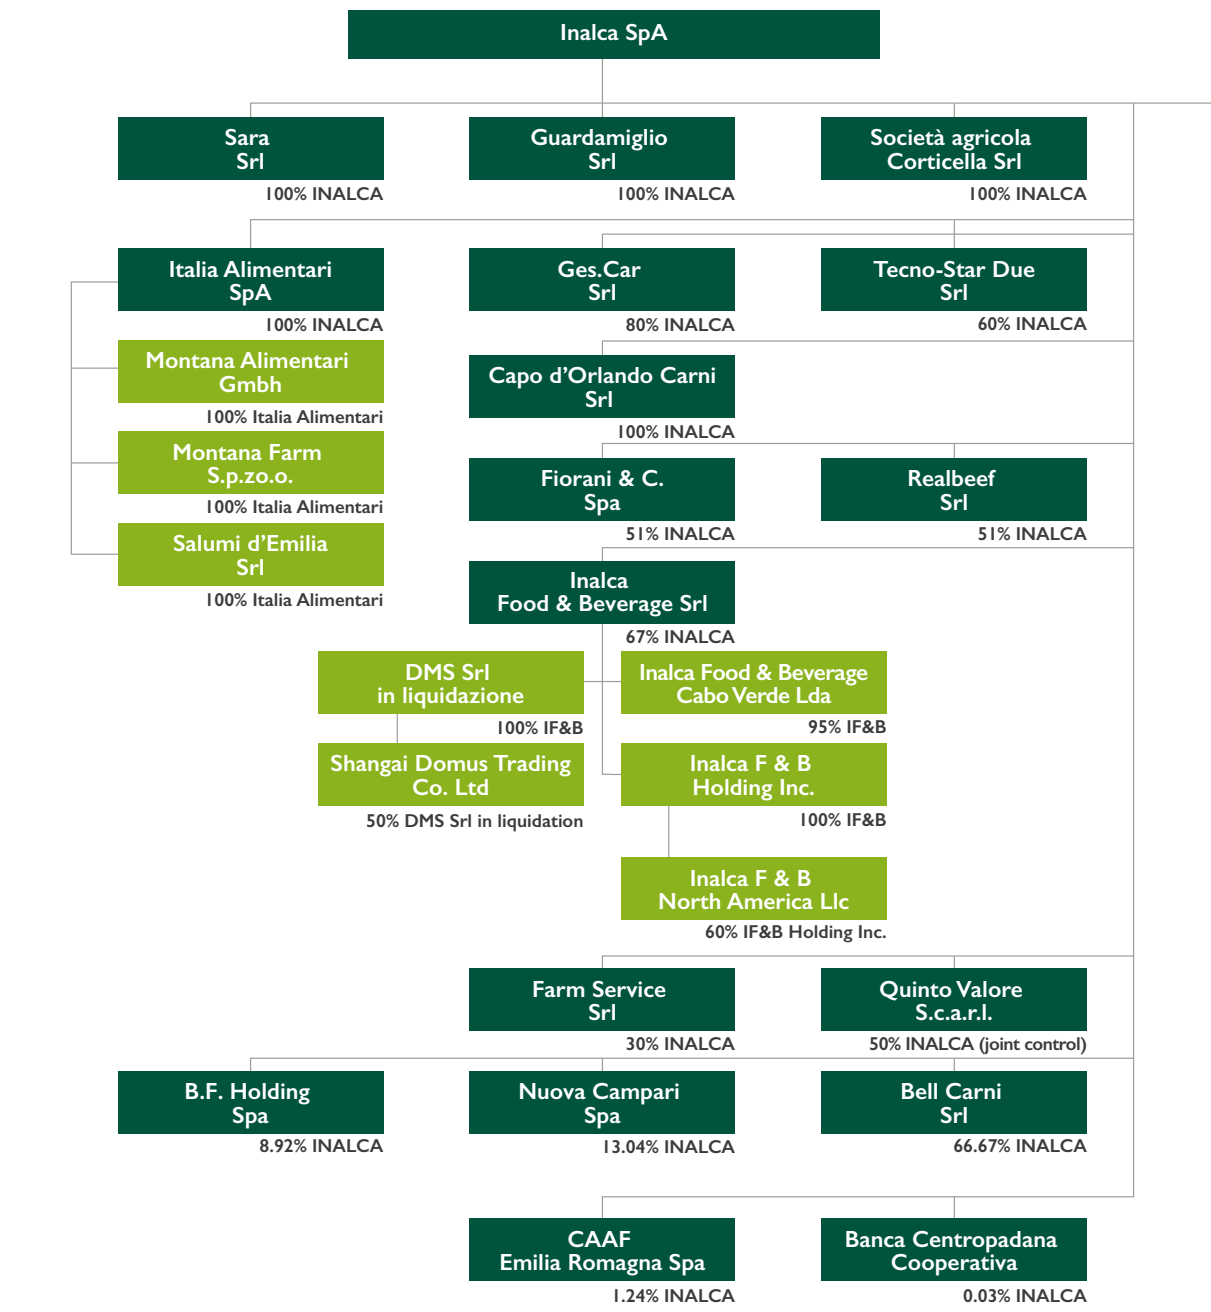 Inalca SpA
Sara
Srl
100% INALCA
Guardamiglio
Srl
100% INALCA
Società agricola
Corticella Srl
100% INALCA
Italia Alimentari
SpA
100% INALCA
Ges.Car
Srl
80% INALCA
Tecno-Star Due
Srl
60% INALCA
Montana Alimentari
Gmbh
100% Italia Alimentari
Montana Farm
S.p.zo.o.
100% Italia Alimentari
Salumi d’Emilia
Srl
100% Italia Alimentari
Capo d’Orlando Carni
Srl
100% INALCA
Fiorani & C.
Spa
51% INALCA
Realbeef
Srl
51% INALCA
Inalca
Food & Beverage Srl
67% INALCA
DMS Srl
in liquidazione
100% IF&B
Inalca Food & Beverage
Cabo Verde Lda
95% IF&B
Shangai Domus Trading
Co. Ltd
50% DMS Srl in liquidation
Inalca F & B
Holding Inc.
100% IF&B
Inalca F & B
North America Llc
60% IF&B Holding Inc.
Farm Service
Srl
30% INALCA
Quinto Valore
S.c.a.r.l.
50% INALCA (joint control)
B.F. Holding
Spa
8.92% INALCA
Nuova Campari
Spa
13.04% INALCA
Bell Carni
Srl
66.67% INALCA
CAAF
Emilia Romagna Spa
1.24% INALCA
Banca Centropadana
Cooperativa
0.03% INALCA